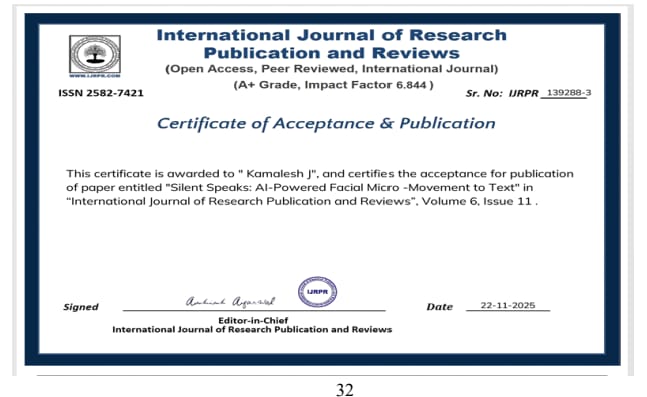 International Journal of Research
Publication and Reviews
(Open Access, Peer Reviewed, International Journal)
(A+ Grade, Impact Factor 6.844 )
WWW.IJRPR.COM
ISSN 2582-7421
Sr. No: IJRPR 139288-3
Certificate of Acceptance & Publication
This certificate is awarded to " Kamalesh J", and certifies the acceptance for publication
of paper entitled "Silent Speaks: AI-Powered Facial Micro -Movement to Text" in
“International Journal of Research Publication and Reviews”, Volume 6, Issue 11 .
IJRPR
Signed
Date 22-11-2025
Editor-in-Chief
International Journal of Research Publication and Reviews
32